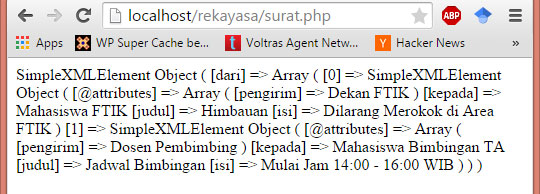 localhost/rekayasa/surat.php
ABP
Apps WP Super Cache be... Voltras Agent Netw... Y Hacker News »
SimpleXMLElement Object ( [dari] => Array ( [0] => SimpleXMLElement
Object ( [@attributes] => Array ( [pengirim] => Dekan FTIK ) [kepada] =>
Mahasiswa FTIK [judul] => Himbauan [isi] => Dilarang Merokok di Area
FTIK ) [1] => SimpleXMLElement Object ( [@attributes] => Array (
[pengirim] => Dosen Pembimbing ) [kepada] => Mahasiswa Bimbingan TA
[judul] => Jadwal Bimbingan [isi] => Mulai Jam 14:00 - 16:00 WIB ) ) )